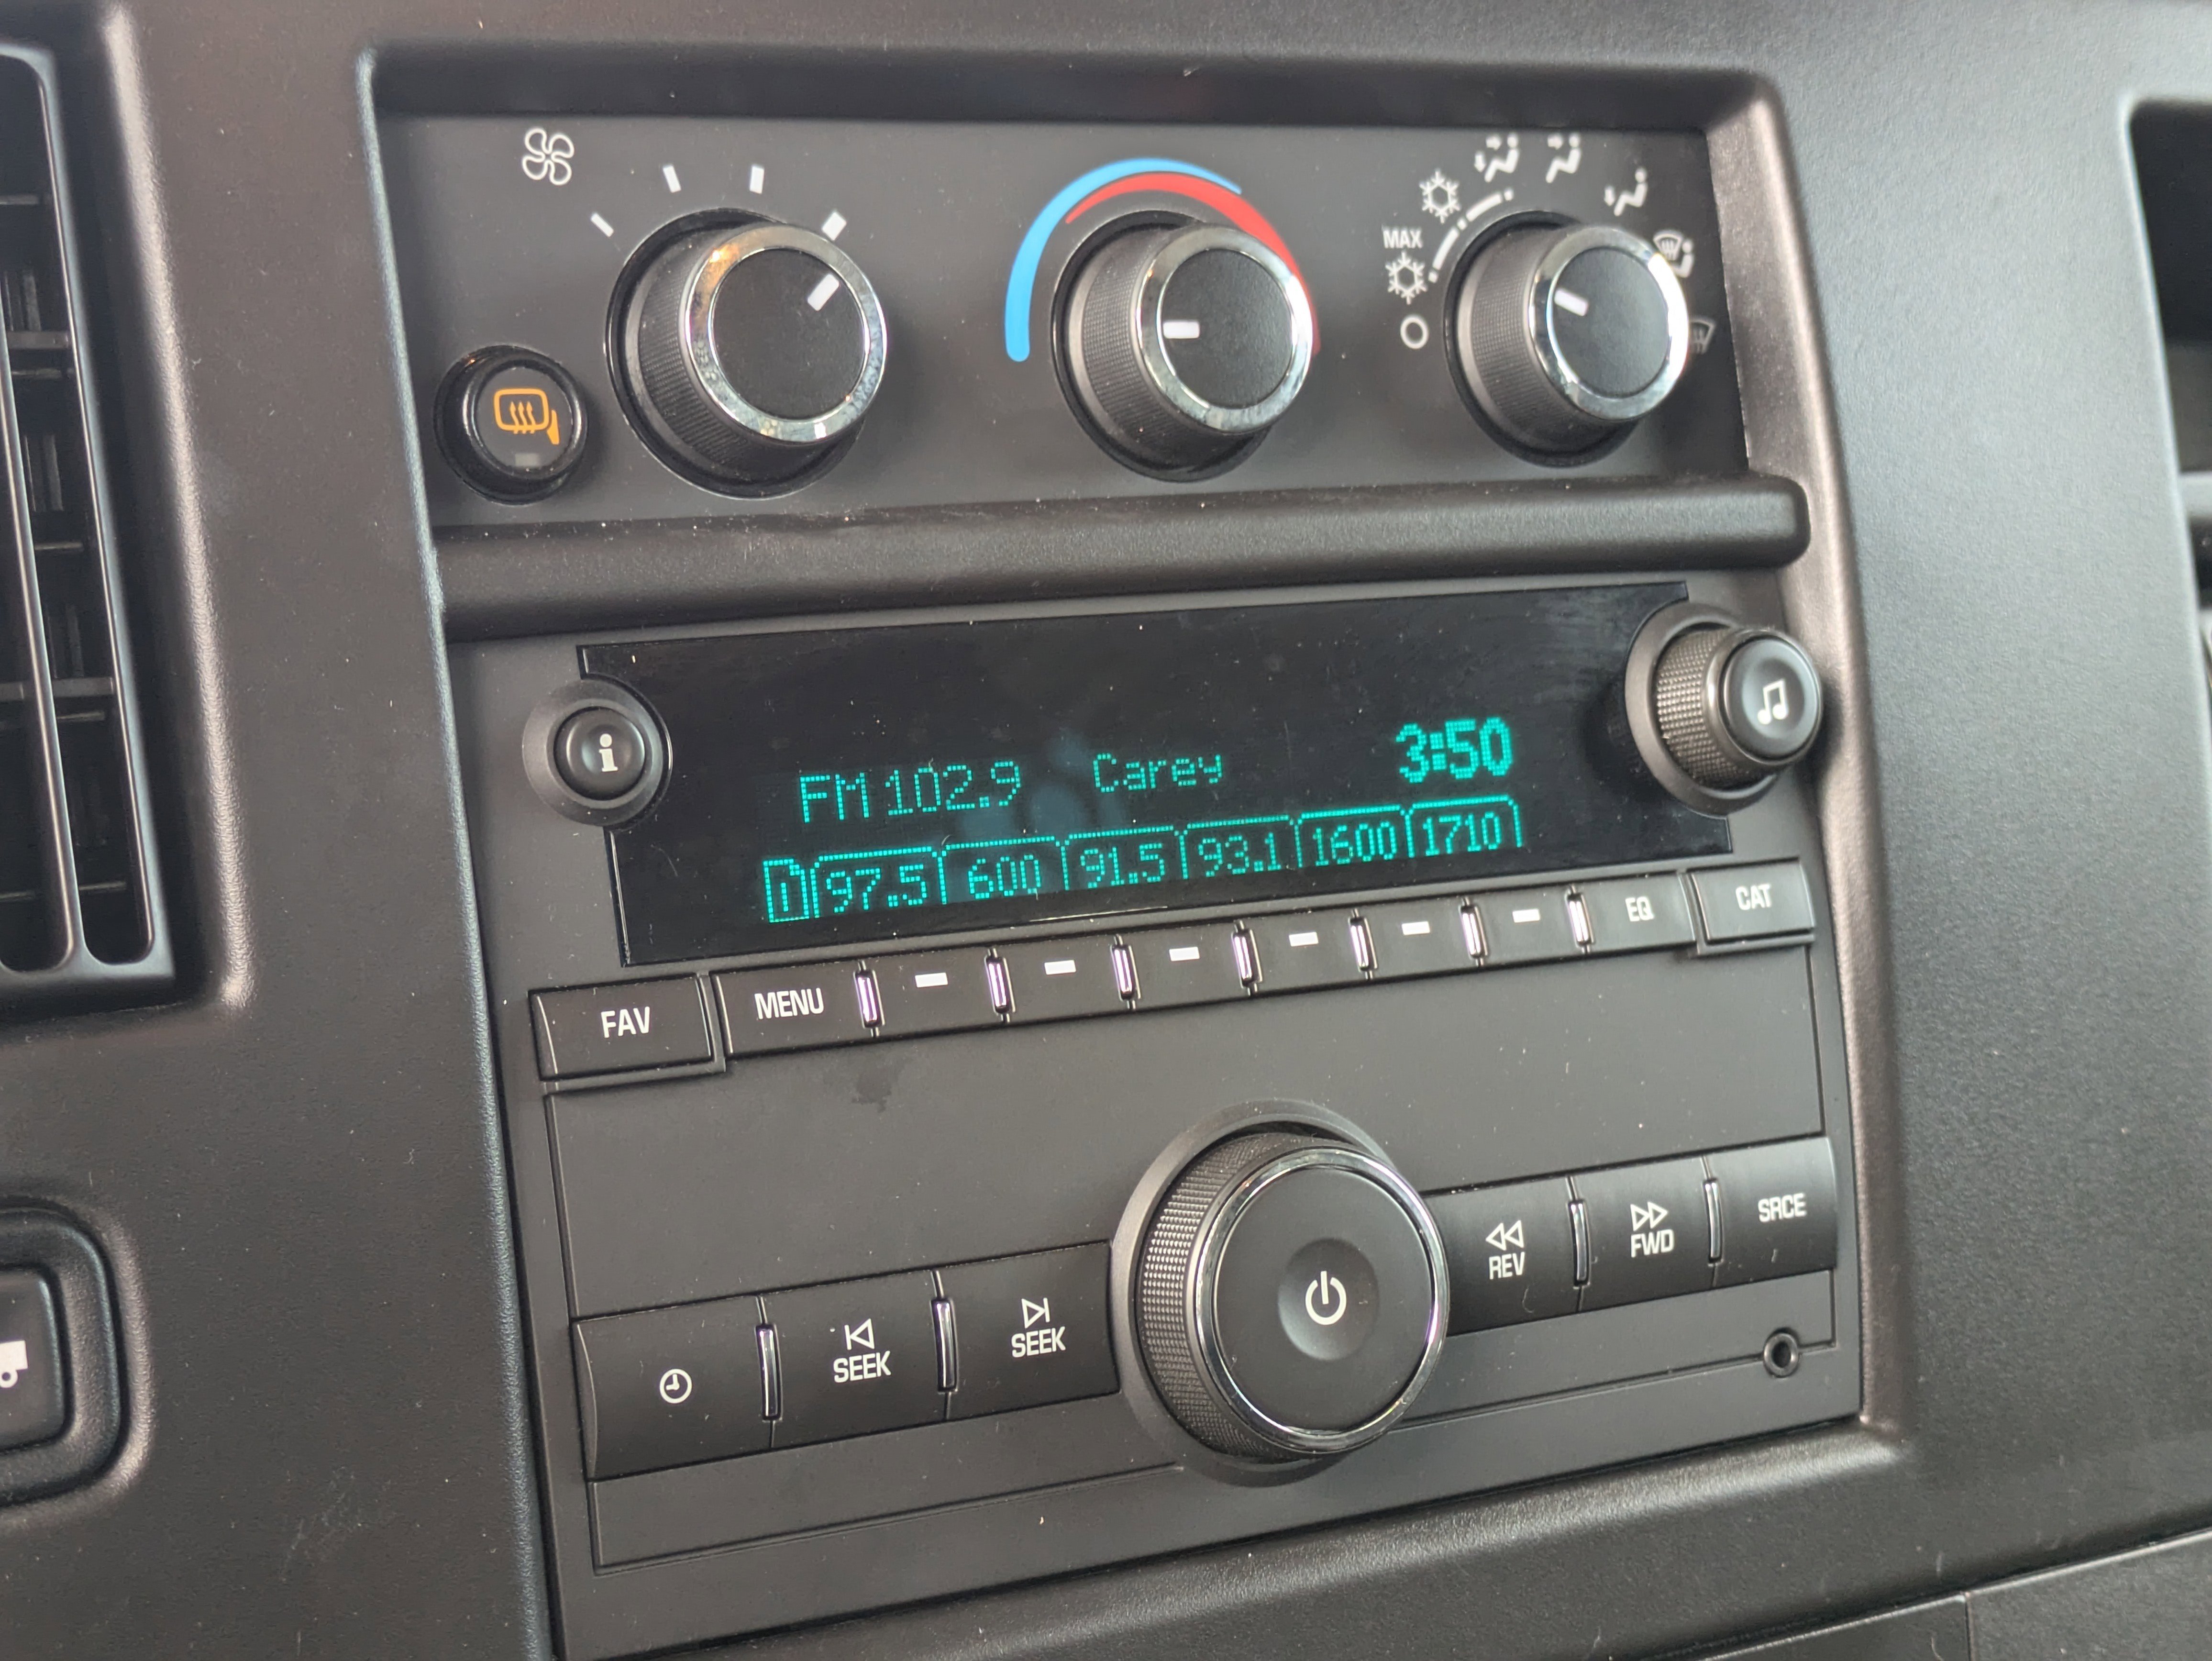 MAX
FM 102.9 Carey 3:50
1 97.5 600 91.5 93.1 1600 1710
FAV MENU EQ CAT
SEEK SEEK REV FWD SRCE